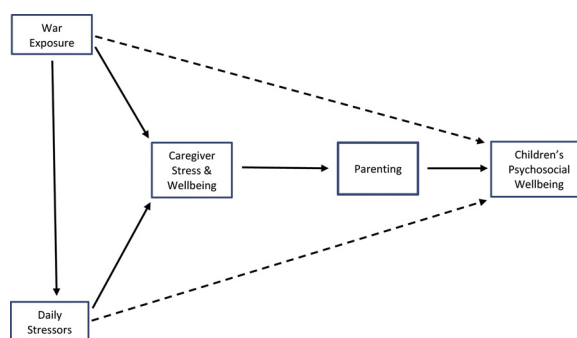 War
Exposure
Caregiver
Stress &
Wellbeing
Parenting
Children's
Psychosocial
Wellbeing
Daily
Stressors